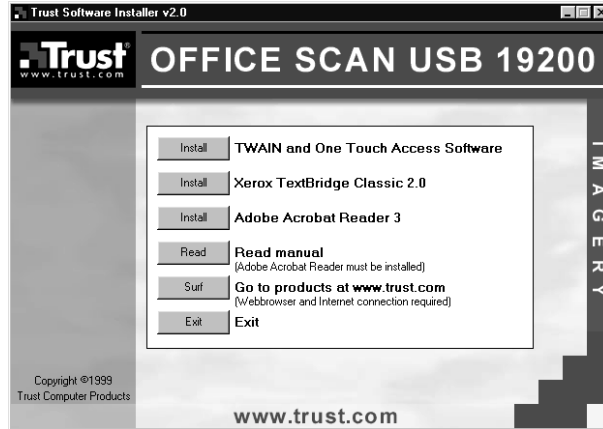 Trust Software Installer v2.0
Trust
www.trust.com
OFFICE SCAN USB 19200
Install TWAIN and One Touch Access Software
Install Xerox TextBridge Classic 2.0
Install Adobe Acrobat Reader 3
Read Read manual
(Adobe Acrobat Reader must be installed)
Surf Go to products at www.trust.com
(Webbrowser and Internet connection required)
Exit Exit
IMAGERY
Copyright ©1999
Trust Computer Products
www.trust.com